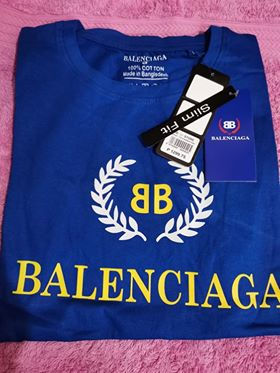 BALENCIAGA
100% COTTON
Made in Bangladesh
Slim Fit
BB
BALENCIAGA
BB
BALENCIAGA